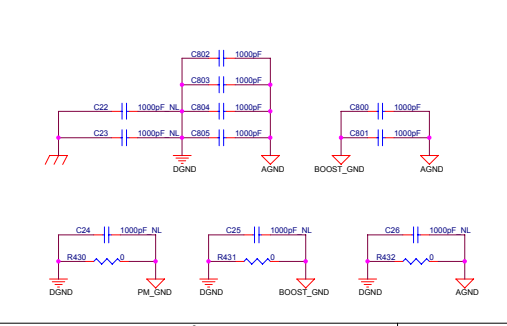 C802 1000pF
C803 1000pF
C22 1000pF_NL C804 1000pF C800 1000pF
C23 1000pF_NL C805 1000pF C801 1000pF
DGND AGND BOOST_GND AGND
C24 1000pF_NL C25 1000pF_NL C26 1000pF_NL
R430 0 R431 0 R432 0
DGND PM_GND DGND BOOST_GND DGND AGND